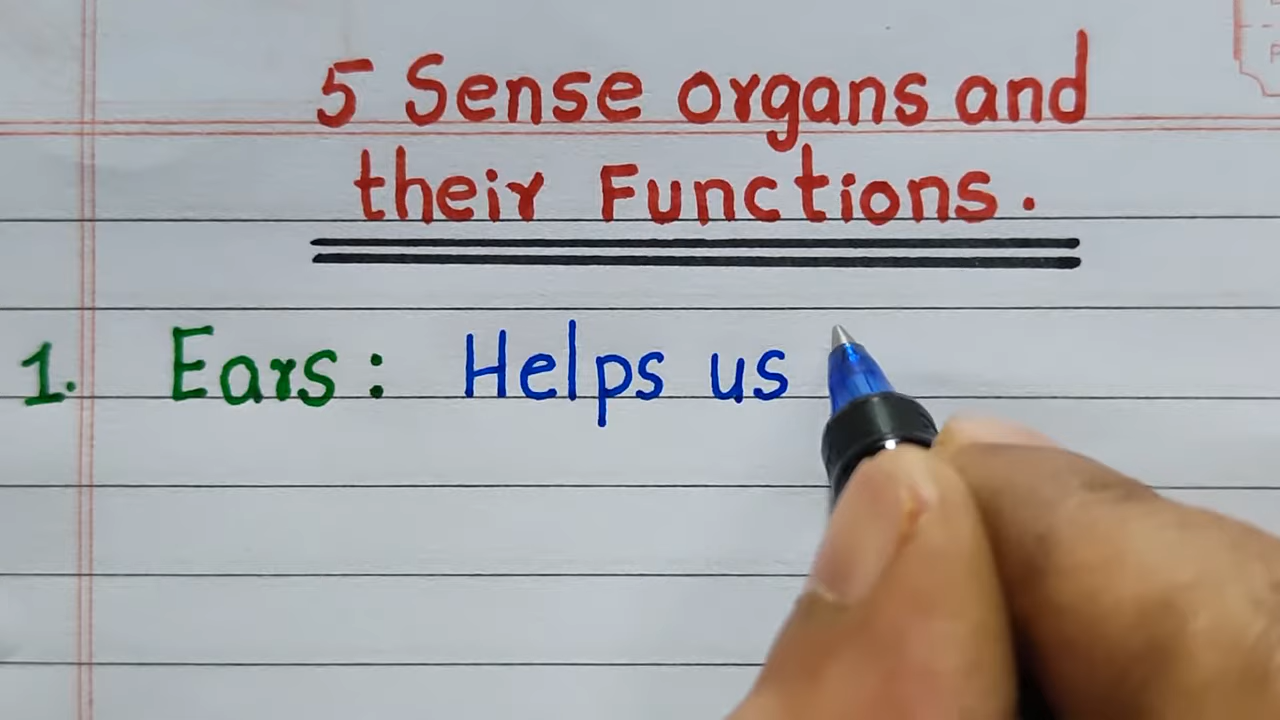 5 Sense organs and
their Functions.
1. Ears: Helps us